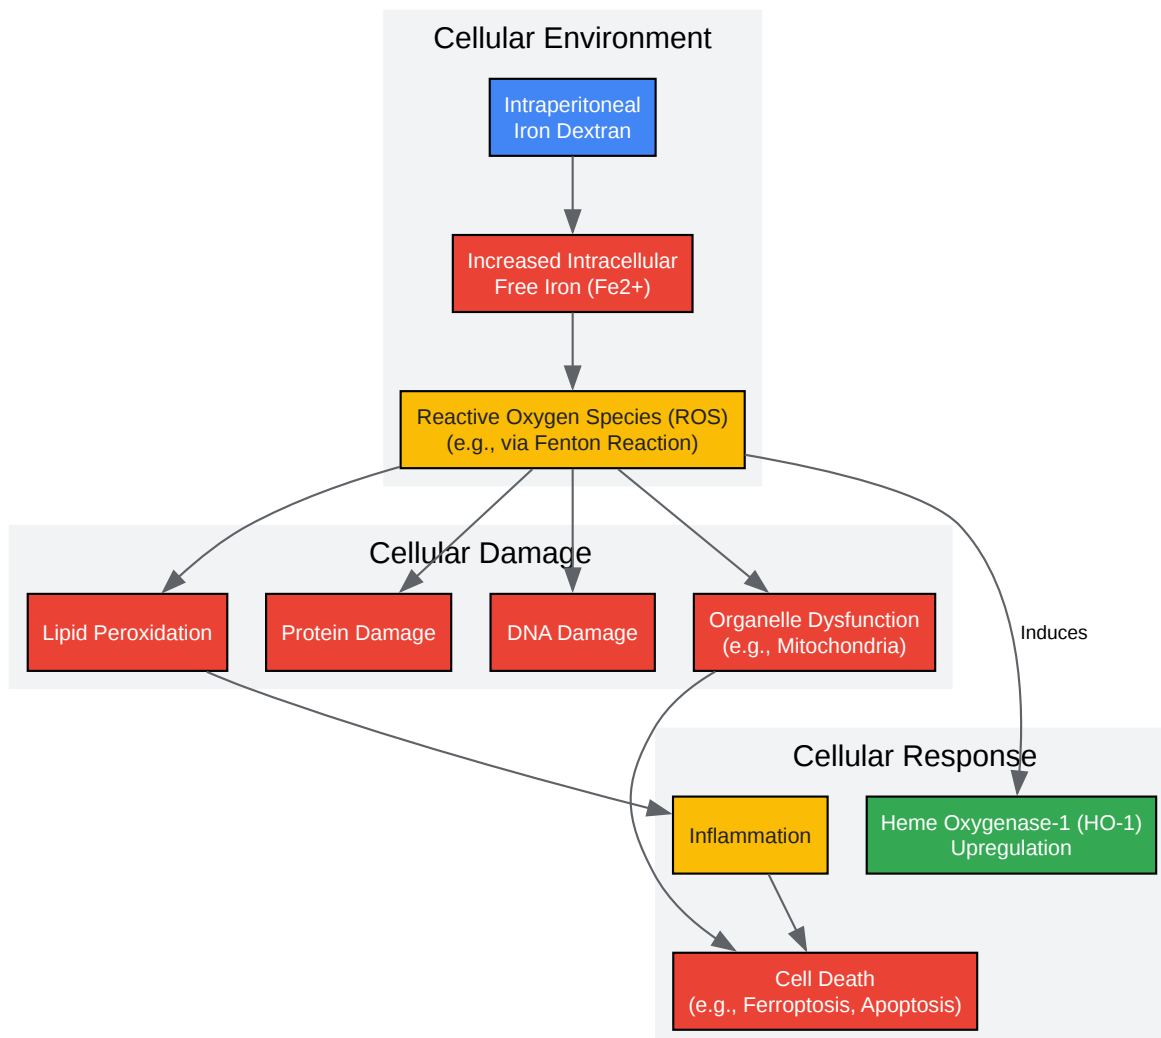 Cellular Environment
Intraperitoneal
Iron Dextran
Increased Intracellular
Free Iron (Fe2+)
Reactive Oxygen Species (ROS)
(e.g., via Fenton Reaction)
Cellular Damage
Lipid Peroxidation
Protein Damage
DNA Damage
Organelle Dysfunction
(e.g., Mitochondria)
Induces
Cellular Response
Inflammation
Heme Oxygenase-1 (HO-1)
Upregulation
Cell Death
(e.g., Ferroptosis, Apoptosis)